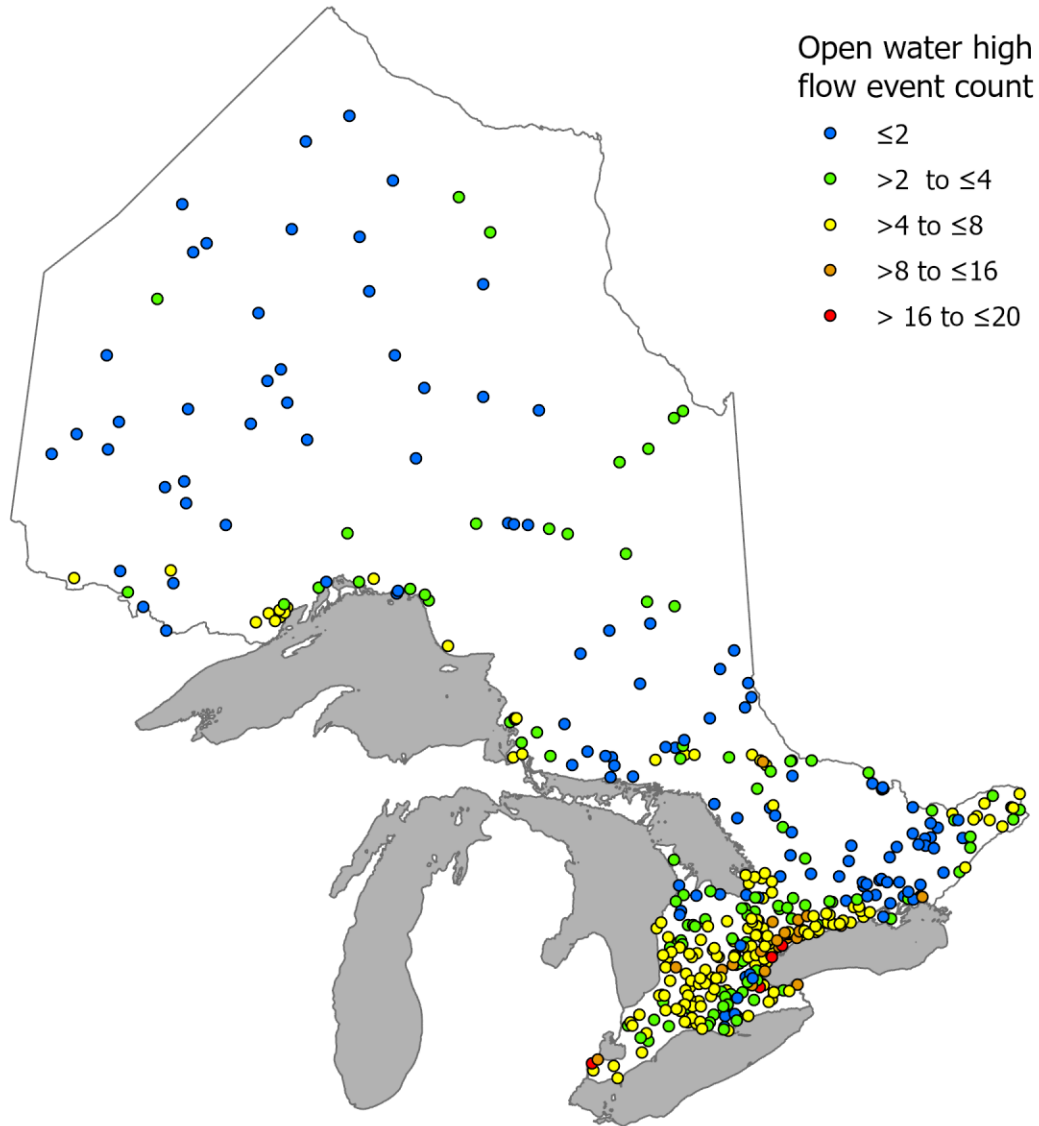 Open water high
flow event count
≤2
>2 to ≤4
>4 to ≤8
>8 to ≤16
> 16 to ≤20